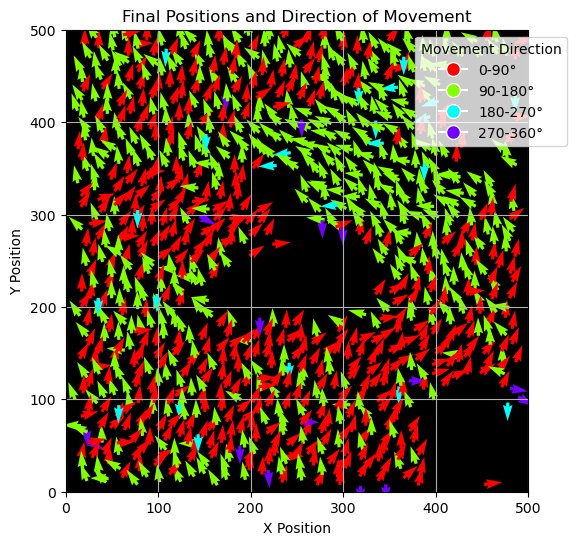 Final Positions and Direction of Movement
Movement Direction
0-90°
90-180°
180-270°
270-360°
500
400
300
200
100
0
Y Position
0 100 200 300 400 500
X Position